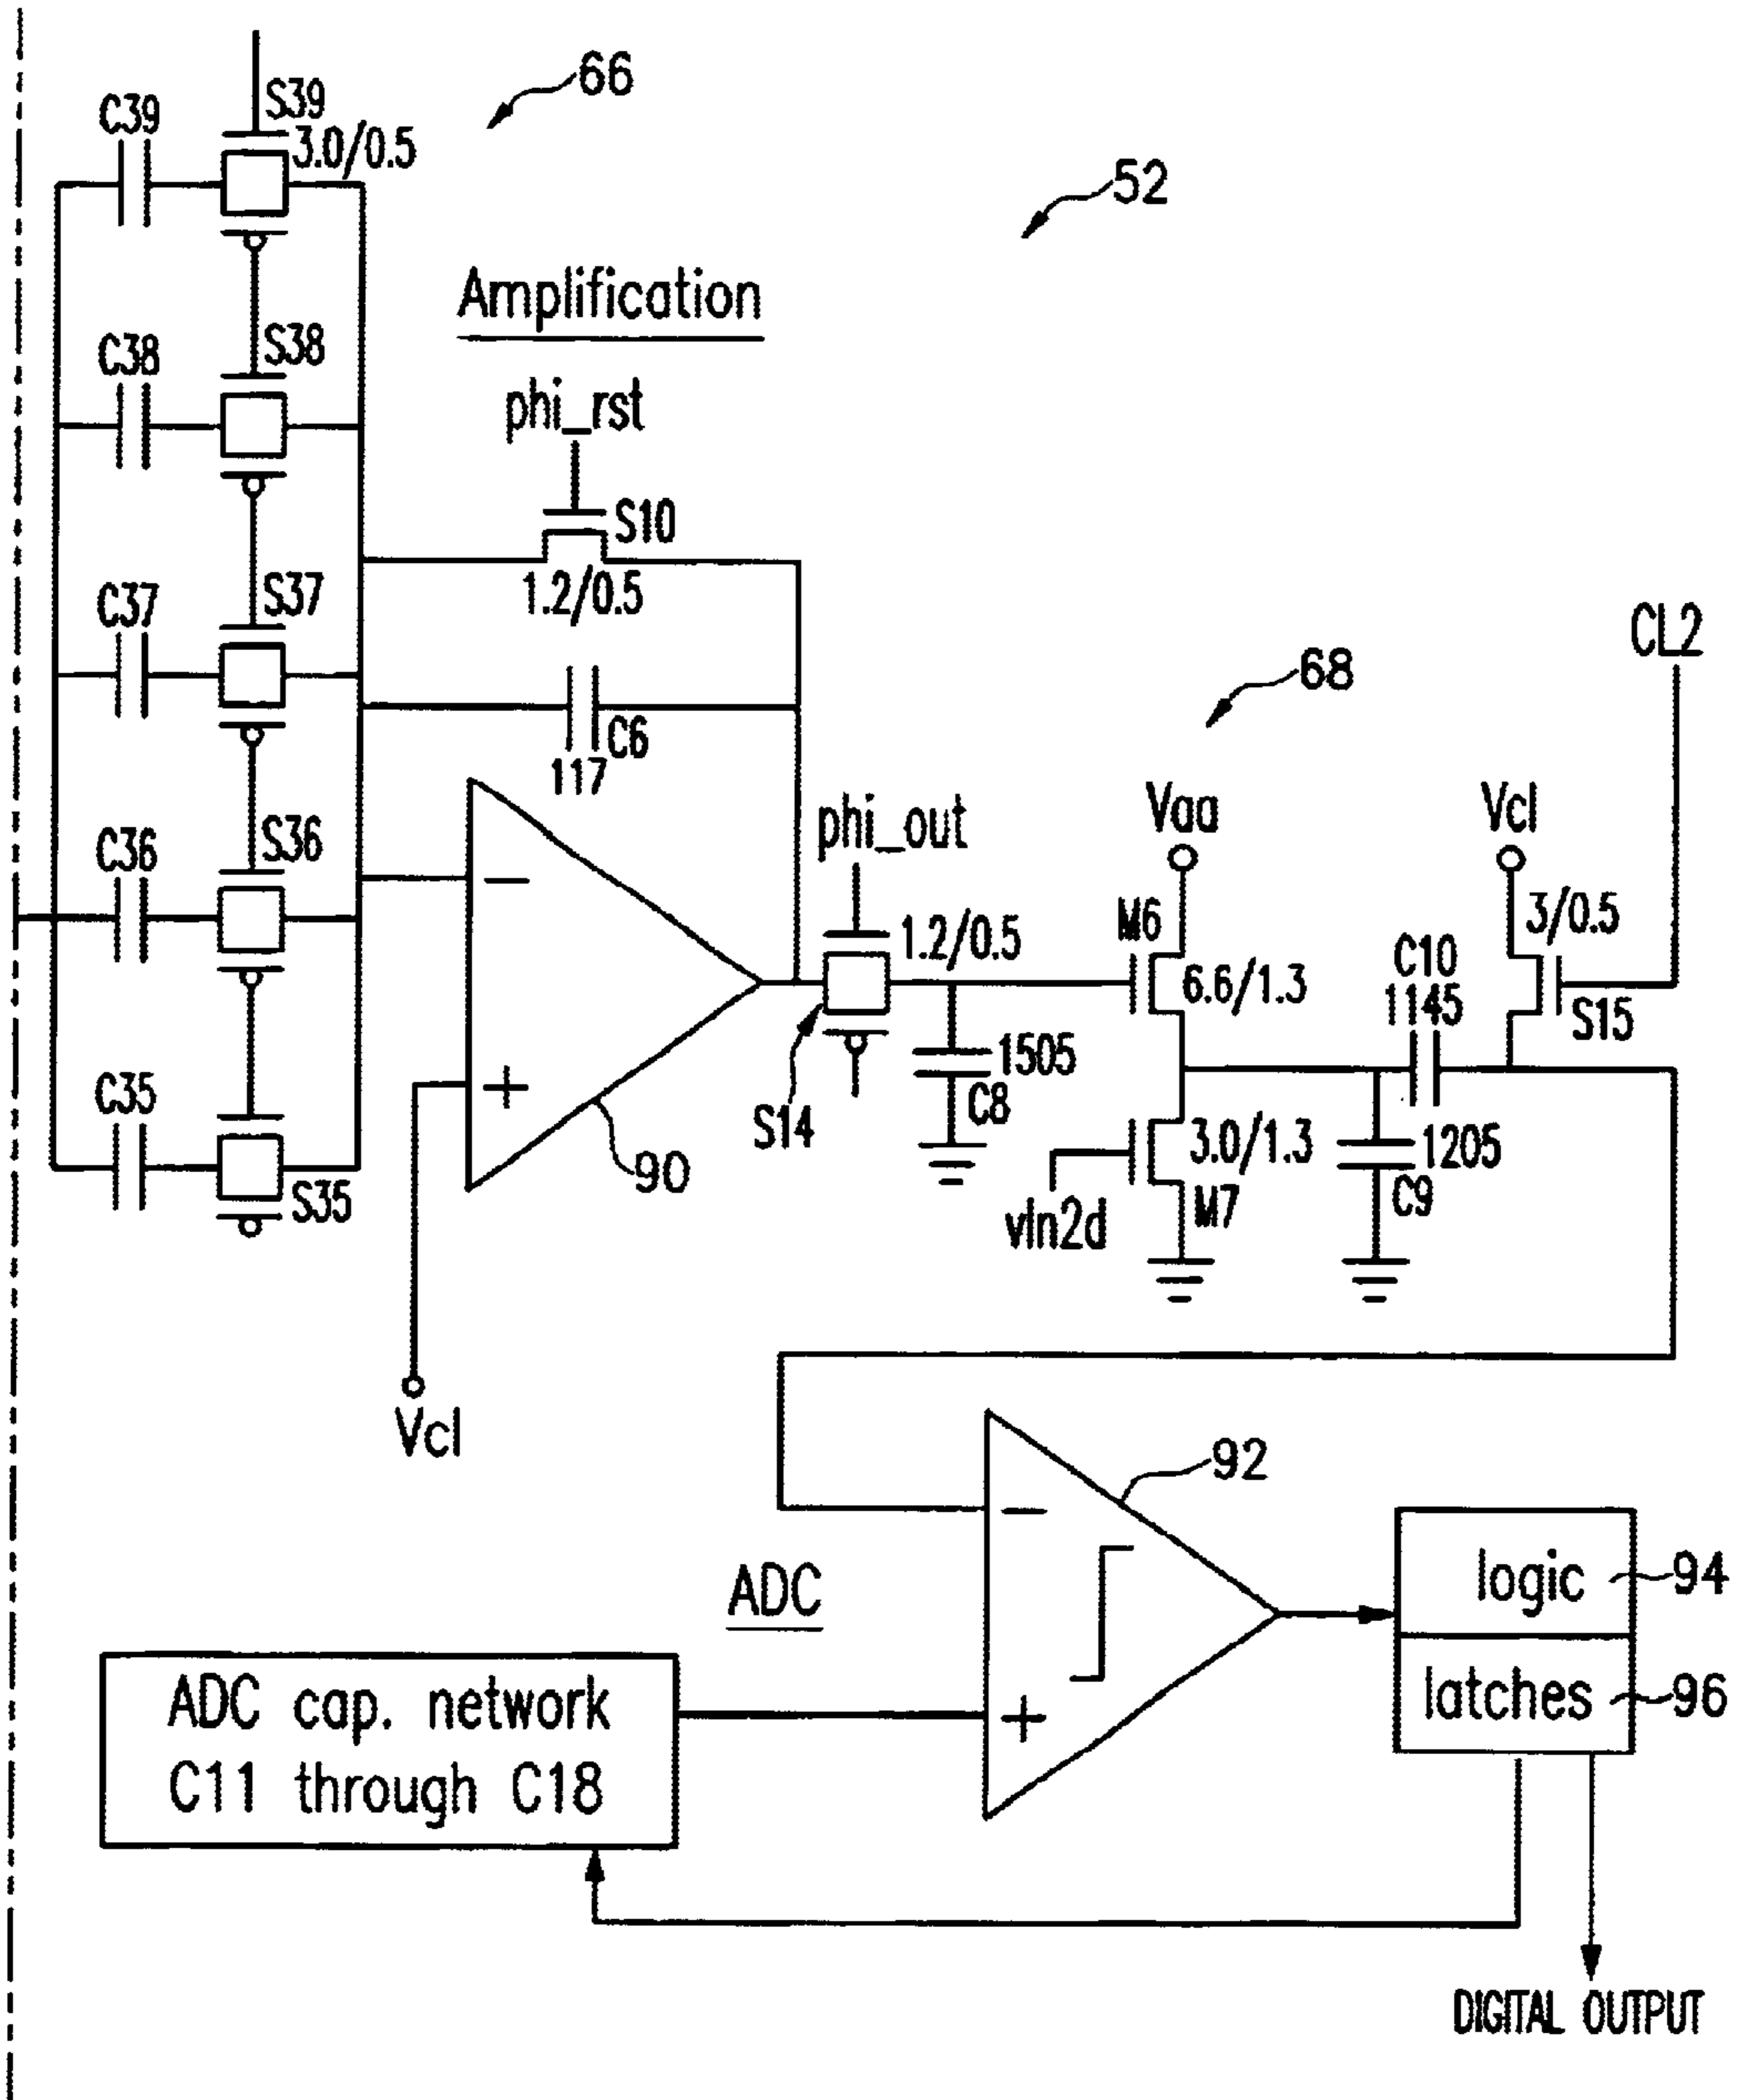 66
C39
S39
3.0/0.5
52
Amplification
C38
S38
phi_rst
S10
1.2/0.5
C37
S37
CL2
68
C6
117
C36
S36
phi_out
Vaa
Vcl
1.2/0.5
M6
3/0.5
6.6/1.3
C10
1145
S15
-
+
1505
C8
C35
S14
S35
90
3.0/1.3
1205
C9
vln2d
M7
Vcl
92
-
ADC
logic
94
ADC cap. network
C11 through C18
+
latches
96
DIGITAL OUTPUT